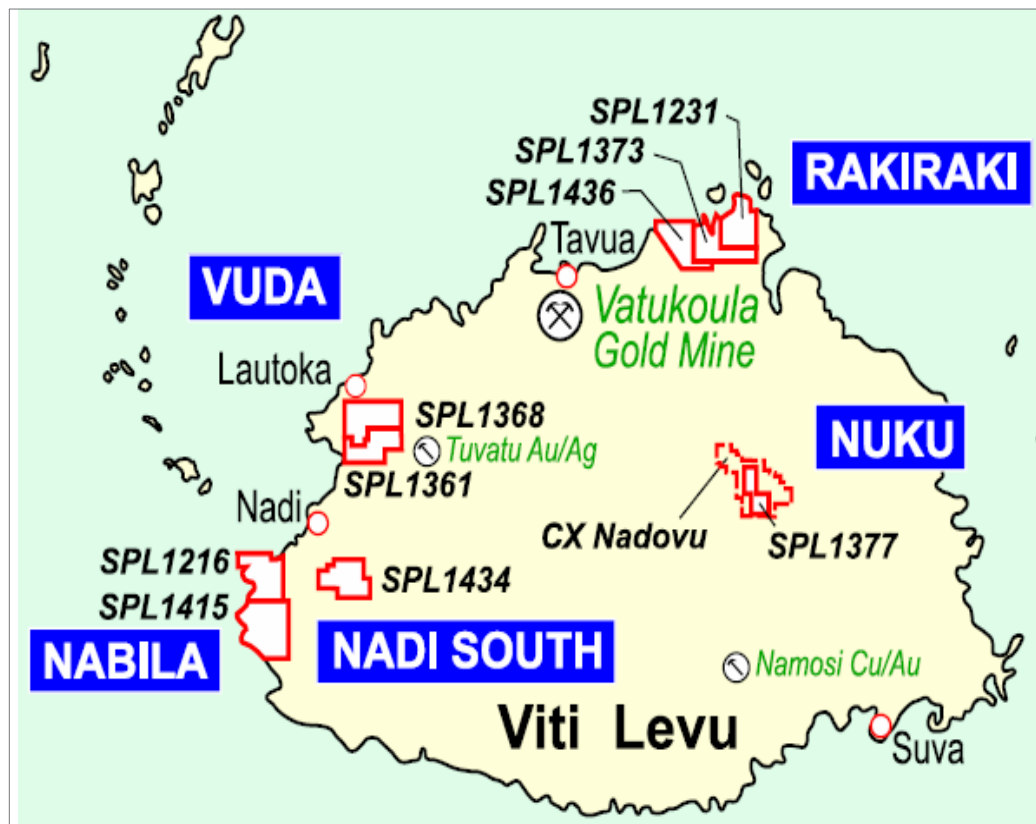 SPL1231
SPL1373
SPL1436
RAKIRAKI
Tavua
VUDA
Vatukoula
Gold Mine
Lautoka
SPL1368
Tuvatu Au/Ag
SPL1361
NUKU
Nadi
CX Nadovu
SPL1377
SPL1216
SPL1434
SPL1415
NABILA
NADI SOUTH
Namosi Cu/Au
Viti Levu
Suva